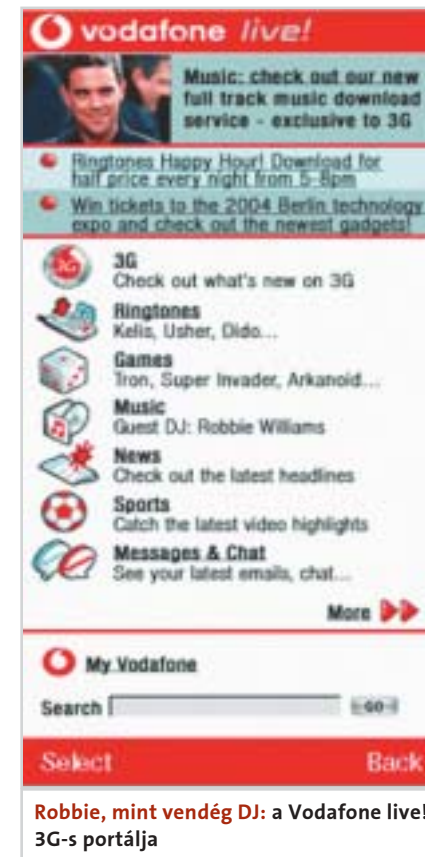 vodafone live!
Music: check out our new
full track music download
service - exclusive to 3G
Ringtones Happy Hour! Download for
half price every night from 5-8pm
Win tickets to the 2004 Berlin technology
expo and check out the newest gadgets!
3G
3G
Check out what's new on 3G
Ringtones
Kelis, Usher, Dido...
Games
Tron, Super Invader, Arkanoid...
Music
Guest DJ: Robbie Williams
News
Check out the latest headlines
Sports
Catch the latest video highlights
Messages & Chat
See your latest emails, chat...
More
My Vodafone
Search GO
Select Back
Robbie, mint vendég DJ: a Vodafone live!
3G-s portálja